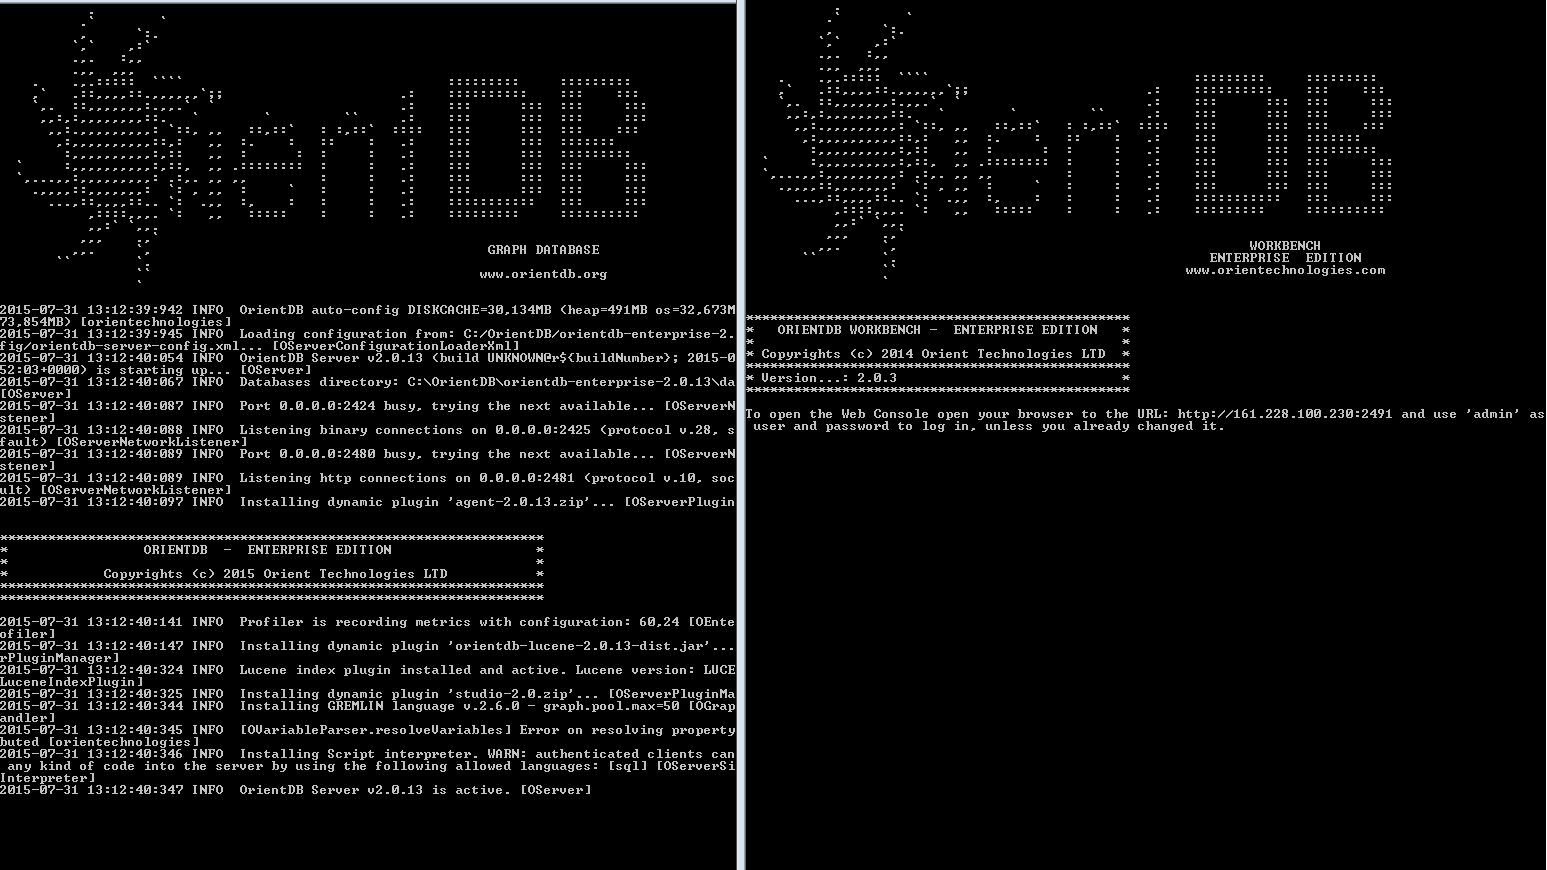 GRAPH DATABASE
www.orientdb.org
2015-07-31 13:12:39:942 INFO  OrientDB auto-config DISKCACHE=30,134MB (heap=491MB os=32,673M
73,854MB) [orientechnologies]
2015-07-31 13:12:39:945 INFO  Loading configuration from: C:/OrientDB/orientdb-enterprise-2.
fig/orientdb-server-config.xml... [OServerConfigurationLoaderXml]
2015-07-31 13:12:40:054 INFO  OrientDB Server v2.0.13 (build UNKNOWN@r${buildNumber}; 2015-0
52:03+0000) is starting up... [OServer]
2015-07-31 13:12:40:067 INFO  Databases directory: C:\OrientDB\orientdb-enterprise-2.0.13\da
[OServer]
2015-07-31 13:12:40:087 INFO  Port 0.0.0.0:2424 busy, trying the next available... [OServerN
stener]
2015-07-31 13:12:40:088 INFO  Listening binary connections on 0.0.0.0:2425 (protocol v.28, s
fault) [OServerNetworkListener]
2015-07-31 13:12:40:089 INFO  Port 0.0.0.0:2480 busy, trying the next available... [OServerN
stener]
2015-07-31 13:12:40:089 INFO  Listening http connections on 0.0.0.0:2481 (protocol v.10, soc
ult) [OServerNetworkListener]
2015-07-31 13:12:40:097 INFO  Installing dynamic plugin 'agent-2.0.13.zip'... [OServerPlugin
********************************************************************
*                 ORIENTDB  -  ENTERPRISE EDITION                  *
*                                                                  *
*            Copyrights (c) 2015 Orient Technologies LTD           *
********************************************************************
********************************************************************
2015-07-31 13:12:40:141 INFO  Profiler is recording metrics with configuration: 60,24 [OEnte
ofiler]
2015-07-31 13:12:40:147 INFO  Installing dynamic plugin 'orientdb-lucene-2.0.13-dist.jar'...
rPluginManager]
2015-07-31 13:12:40:324 INFO  Lucene index plugin installed and active. Lucene version: LUCE
LuceneIndexPlugin]
2015-07-31 13:12:40:325 INFO  Installing dynamic plugin 'studio-2.0.zip'... [OServerPluginMa
2015-07-31 13:12:40:344 INFO  Installing GREMLIN language v.2.6.0 - graph.pool.max=50 [OGrap
andler]
2015-07-31 13:12:40:345 INFO  [OVariableParser.resolveVariables] Error on resolving property
buted [orientechnologies]
2015-07-31 13:12:40:346 INFO  Installing Script interpreter. WARN: authenticated clients can
 any kind of code into the server by using the following allowed languages: [sql] [OServerSi
Interpreter]
2015-07-31 13:12:40:347 INFO  OrientDB Server v2.0.13 is active. [OServer]
WORKBENCH
ENTERPRISE  EDITION
www.orientechnologies.com
************************************************
*   ORIENTDB WORKBENCH -  ENTERPRISE EDITION   *
*                                              *
* Copyrights (c) 2014 Orient Technologies LTD  *
************************************************
* Version...: 2.0.3                            *
************************************************
To open the Web Console open your browser to the URL: http://161.228.100.230:2491 and use 'admin' as
 user and password to log in, unless you already changed it.